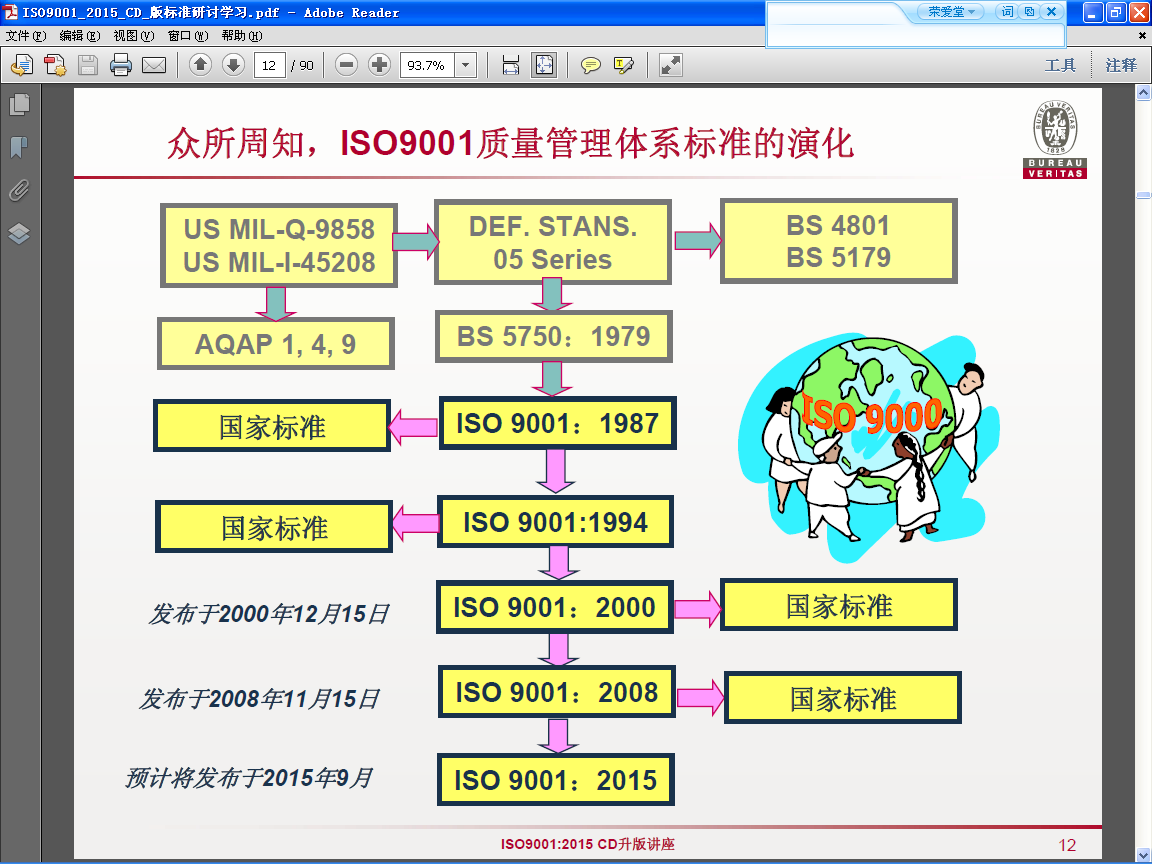 ISO9001_2015_CD_版标准研讨学习.pdf - Adobe Reader
荣爱堂
词
文件(F) 编辑(E) 视图(V) 窗口(W) 帮助(H)
12 / 90 93.7% 工具 注释
众所周知，ISO9001质量管理体系标准的演化
BUREAU VERITAS
1828
BUREAU
VERITAS
US MIL-Q-9858
US MIL-I-45208
DEF. STANS.
05 Series
BS 4801
BS 5179
AQAP 1, 4, 9
BS 5750：1979
国家标准
ISO 9001：1987
ISO 9000
国家标准
ISO 9001:1994
发布于2000年12月15日
ISO 9001：2000
国家标准
发布于2008年11月15日
ISO 9001：2008
国家标准
预计将发布于2015年9月
ISO 9001：2015
ISO9001:2015 CD升版讲座
12